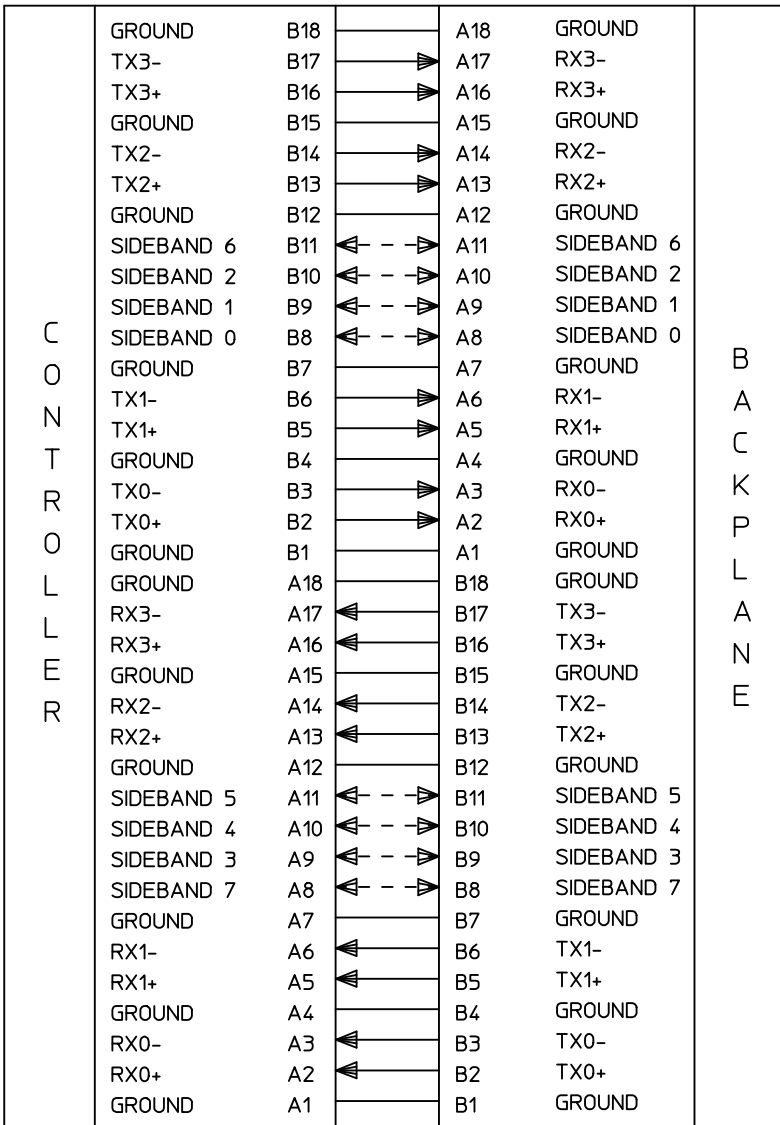 GROUND B18 A18 GROUND
TX3- B17 A17 RX3-
TX3+ B16 A16 RX3+
GROUND B15 A15 GROUND
TX2- B14 A14 RX2-
TX2+ B13 A13 RX2+
GROUND B12 A12 GROUND
SIDEBAND 6 B11 A11 SIDEBAND 6
SIDEBAND 2 B10 A10 SIDEBAND 2
SIDEBAND 1 B9 A9 SIDEBAND 1
SIDEBAND 0 B8 A8 SIDEBAND 0
GROUND B7 A7 GROUND
TX1- B6 A6 RX1-
TX1+ B5 A5 RX1+
GROUND B4 A4 GROUND
TX0- B3 A3 RX0-
TX0+ B2 A2 RX0+
GROUND B1 A1 GROUND
GROUND A18 B18 GROUND
RX3- A17 B17 TX3-
RX3+ A16 B16 TX3+
GROUND A15 B15 GROUND
RX2- A14 B14 TX2-
RX2+ A13 B13 TX2+
GROUND A12 B12 GROUND
SIDEBAND 5 A11 B11 SIDEBAND 5
SIDEBAND 4 A10 B10 SIDEBAND 4
SIDEBAND 3 A9 B9 SIDEBAND 3
SIDEBAND 7 A8 B8 SIDEBAND 7
GROUND A7 B7 GROUND
RX1- A6 B6 TX1-
RX1+ A5 B5 TX1+
GROUND A4 B4 GROUND
RX0- A3 B3 TX0-
RX0+ A2 B2 TX0+
GROUND A1 B1 GROUND
CONTROLLER
BACKPLANE